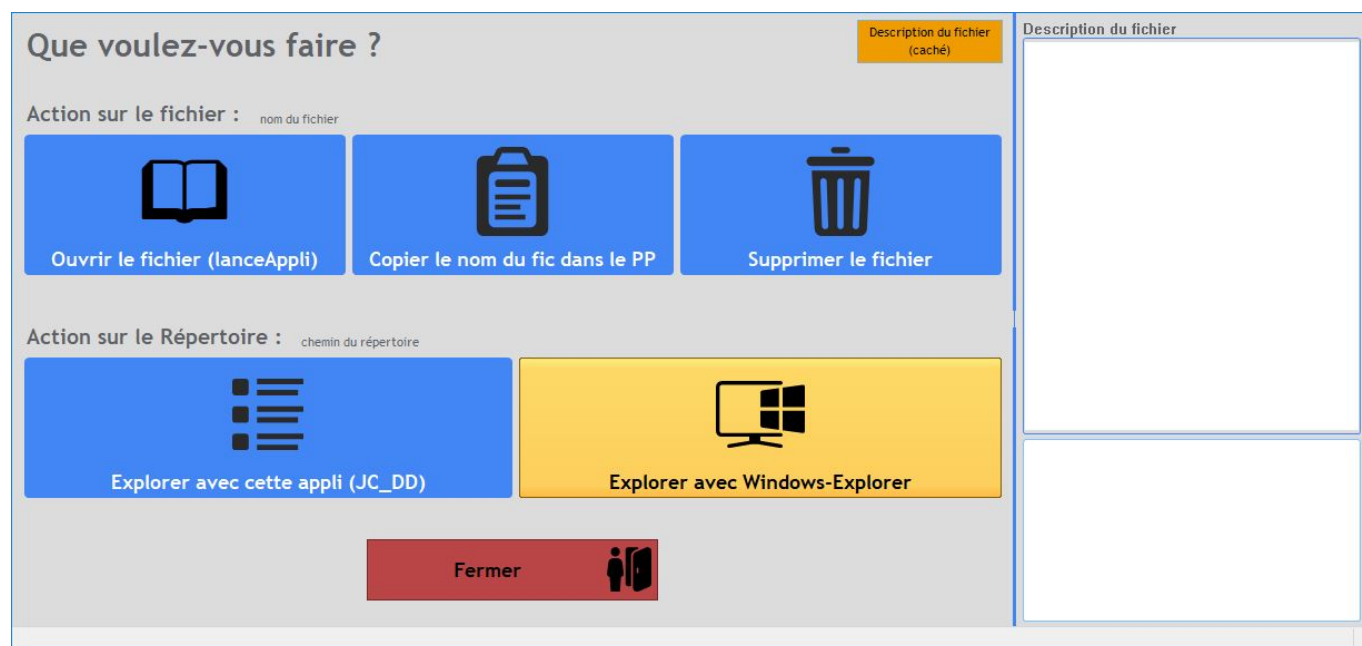 Que voulez-vous faire ?
Description du fichier
(caché)
Description du fichier
Action sur le fichier :
nom du fichier
Ouvrir le fichier (lanceAppli)
Copier le nom du fic dans le PP
Supprimer le fichier
Action sur le Répertoire :
chemin du répertoire
Explorer avec cette appli (JC_DD)
Explorer avec Windows-Explorer
Fermer